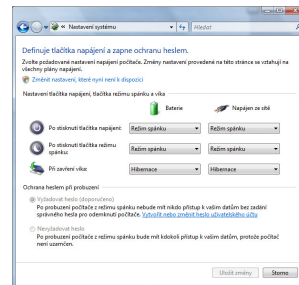 « Nastavení systému
Hledat
Definuje tlačítka napájení a zapne ochranu heslem.
Zvolte požadovaná nastavení napájení počítače. Změny nastavení provedené na této stránce se vztahují na
všechny plány napájení.
Změnit nastavení, které nyní není k dispozici
Nastavení tlačítka napájení, tlačítka režimu spánku a víka
Baterie Napájen ze sítě
Po stisknutí tlačítka napájení: Režim spánku Režim spánku
Po stisknutí tlačítka režimu spánku: Režim spánku Režim spánku
Při zavření víka: Hibernace Hibernace
Ochrana heslem při probuzení
Vyžadovat heslo (doporučeno)
Po probuzení počítače z režimu spánku nebude mít nikdo přístup k vašim datům bez zadání
správného hesla pro odemknutí počítače. Vytvořit nebo změnit heslo uživatelského účtu
Nevyžadovat heslo
Po probuzení počítače z režimu spánku bude mít kdokoli přístup k vašim datům, protože počítač
není uzamčen.
Uložit změny Storno